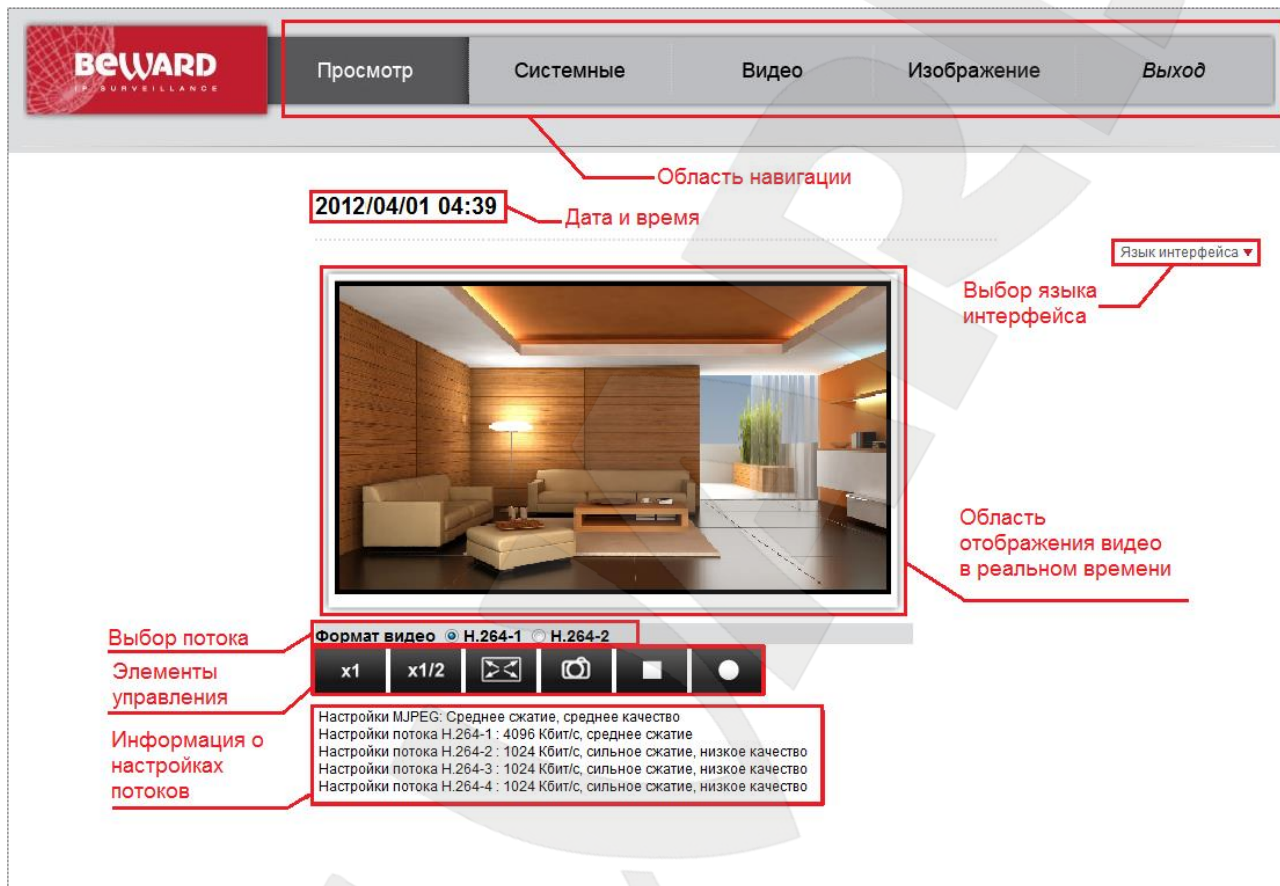 BEWARD
IP SURVEILLANCE
Просмотр
Системные
Видео
Изображение
Выход
Область навигации
2012/04/01 04:39
Дата и время
Язык интерфейса
Выбор языка
интерфейса
Область
отображения видео
в реальном времени
Выбор потока
Формат видео H.264-1 H.264-2
Элементы
управления
x1
x1/2
Информация о
настройках
потоков
Настройки MJPEG: Среднее сжатие, среднее качество
Настройки потока H.264-1 : 4096 Кбит/с, среднее сжатие
Настройки потока H.264-2 : 1024 Кбит/с, сильное сжатие, низкое качество
Настройки потока H.264-3 : 1024 Кбит/с, сильное сжатие, низкое качество
Настройки потока H.264-4 : 1024 Кбит/с, сильное сжатие, низкое качество